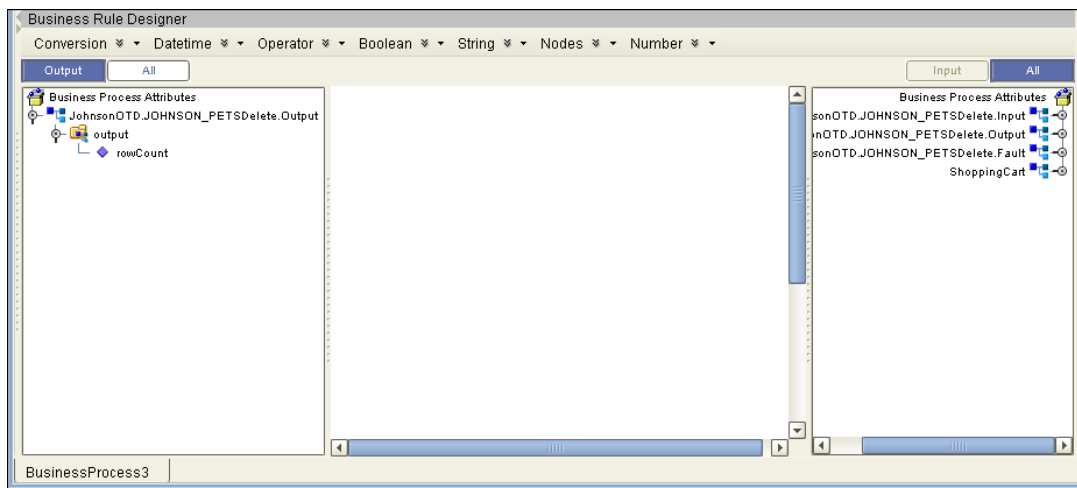 Business Rule Designer
Conversion Datetime Operator Boolean String Nodes Number
Output All Input All
Business Process Attributes
JohnsonOTD.JOHNSON_PETSDelete.Output
output
rowCount
Business Process Attributes
sonOTD.JOHNSON_PETSDelete.Input
nOTD.JOHNSON_PETSDelete.Output
sonOTD.JOHNSON_PETSDelete.Fault
ShoppingCart
BusinessProcess3